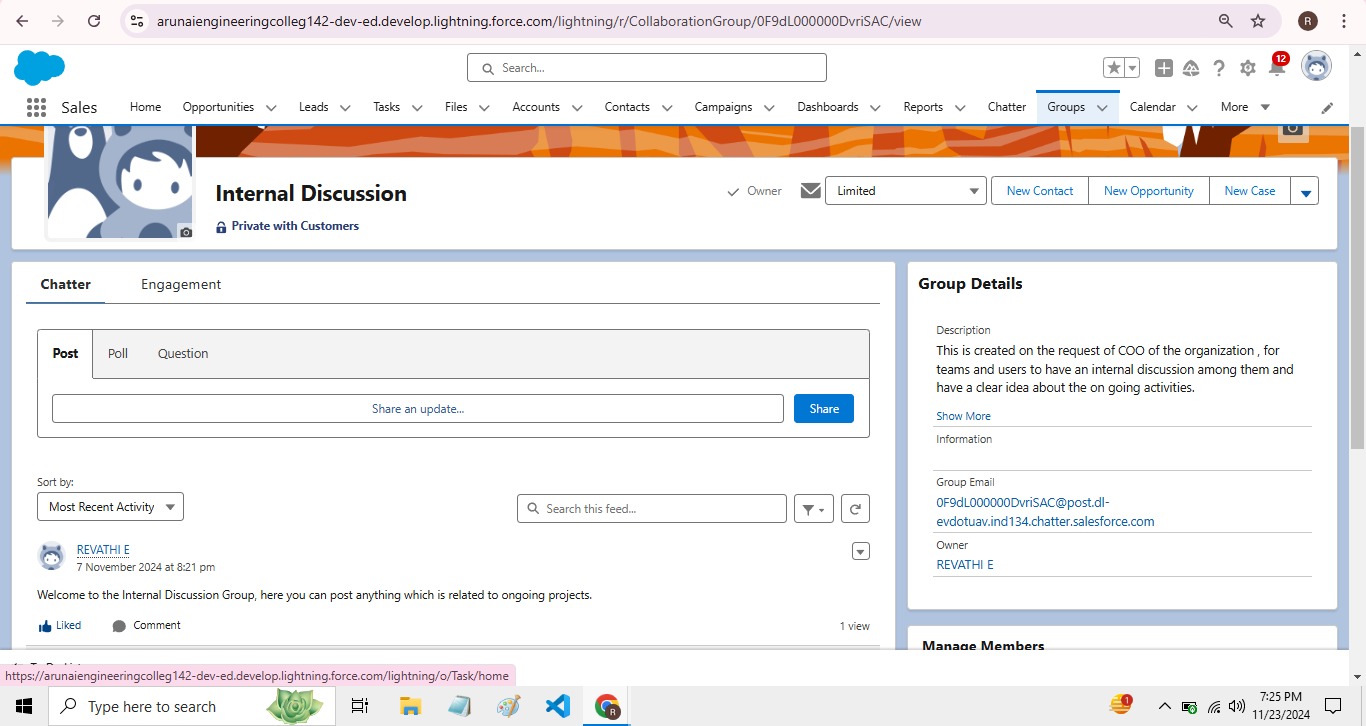 arunaiengineeringcolleg142-dev-ed.develop.lightning.force.com/lightning/r/CollaborationGroup/0F9dL000000DvriSAC/view
R
Search...
12
Sales Home Opportunities Leads Tasks Files Accounts Contacts Campaigns Dashboards Reports Chatter Groups Calendar More
Internal Discussion
Owner Limited New Contact New Opportunity New Case
Private with Customers
Chatter Engagement
Post Poll Question
Share an update... Share
Sort by:
Most Recent Activity Search this feed...
REVATHI E
7 November 2024 at 8:21 pm
Welcome to the Internal Discussion Group, here you can post anything which is related to ongoing projects.
Liked Comment 1 view
Group Details
Description
This is created on the request of COO of the organization , for
teams and users to have an internal discussion among them and
have a clear idea about the on going activities.
Show More
Information
Group Email
0F9dL000000DvriSAC@post.dl-
evdotuav.ind134.chatter.salesforce.com
Owner
REVATHI E
Manage Members
https://arunaiengineeringcolleg142-dev-ed.develop.lightning.force.com/lightning/o/Task/home
Type here to search
R
1
7:25 PM
11/23/2024